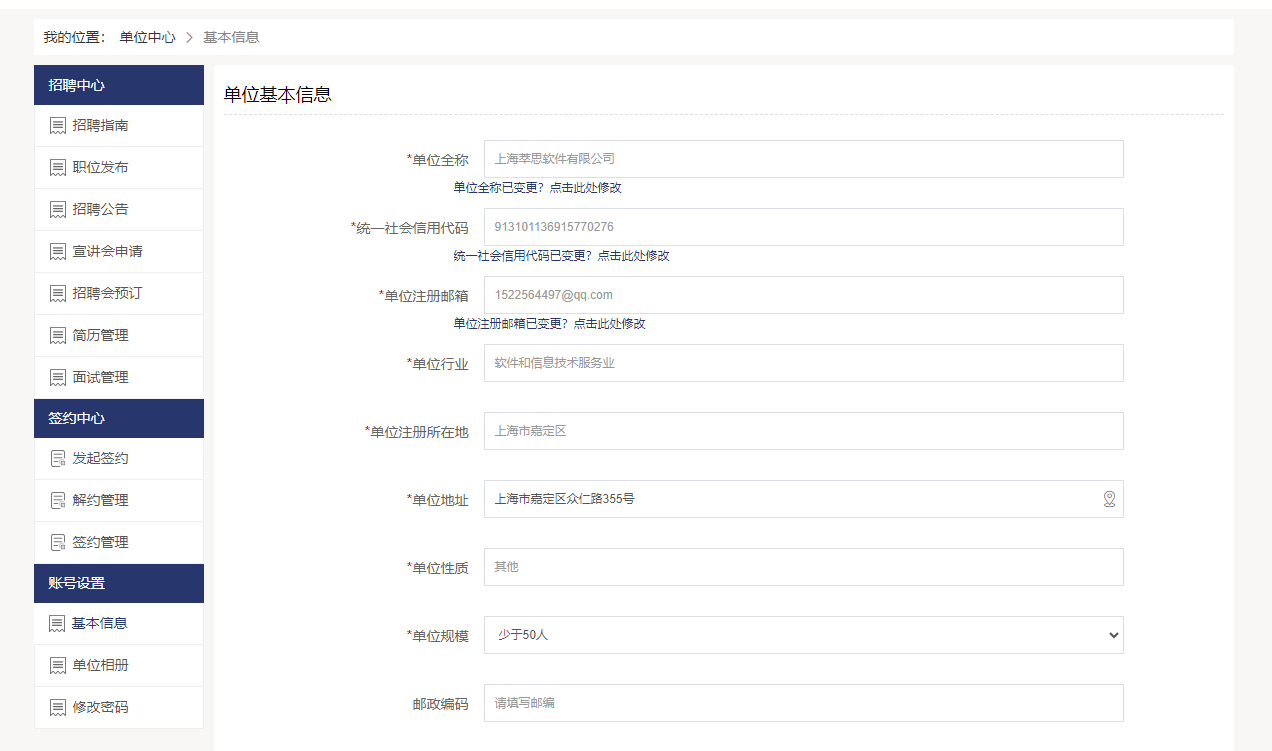 我的位置： 单位中心 > 基本信息
招聘中心
招聘指南
职位发布
招聘公告
宣讲会申请
招聘会预订
简历管理
面试管理
签约中心
发起签约
解约管理
签约管理
账号设置
基本信息
单位相册
修改密码
单位基本信息
*单位全称 上海萃思软件有限公司
单位全称已变更？点击此处修改
*统一社会信用代码 913101136915770276
统一社会信用代码已变更？点击此处修改
*单位注册邮箱 1522564497@qq.com
单位注册邮箱已变更？点击此处修改
*单位行业 软件和信息技术服务业
*单位注册所在地 上海市嘉定区
*单位地址 上海市嘉定区众仁路355号
*单位性质 其他
*单位规模 少于50人
邮政编码 请填写邮编